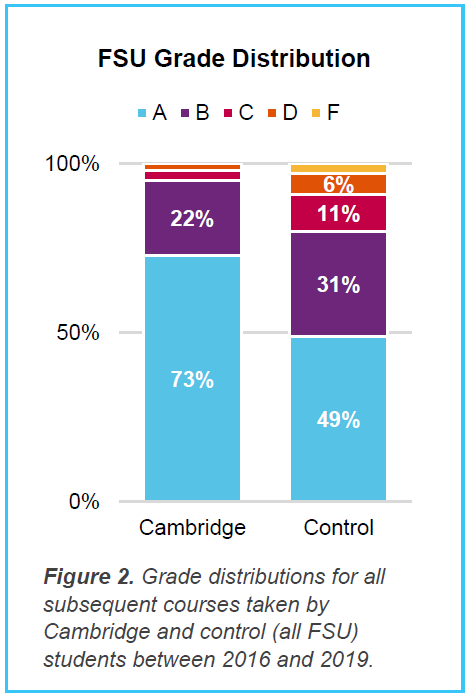 FSU Grade Distribution
A B C D F
100%
6%
22%
11%
31%
50%
73%
49%
0%
Cambridge Control
Figure 2. Grade distributions for all
subsequent courses taken by
Cambridge and control (all FSU)
students between 2016 and 2019.